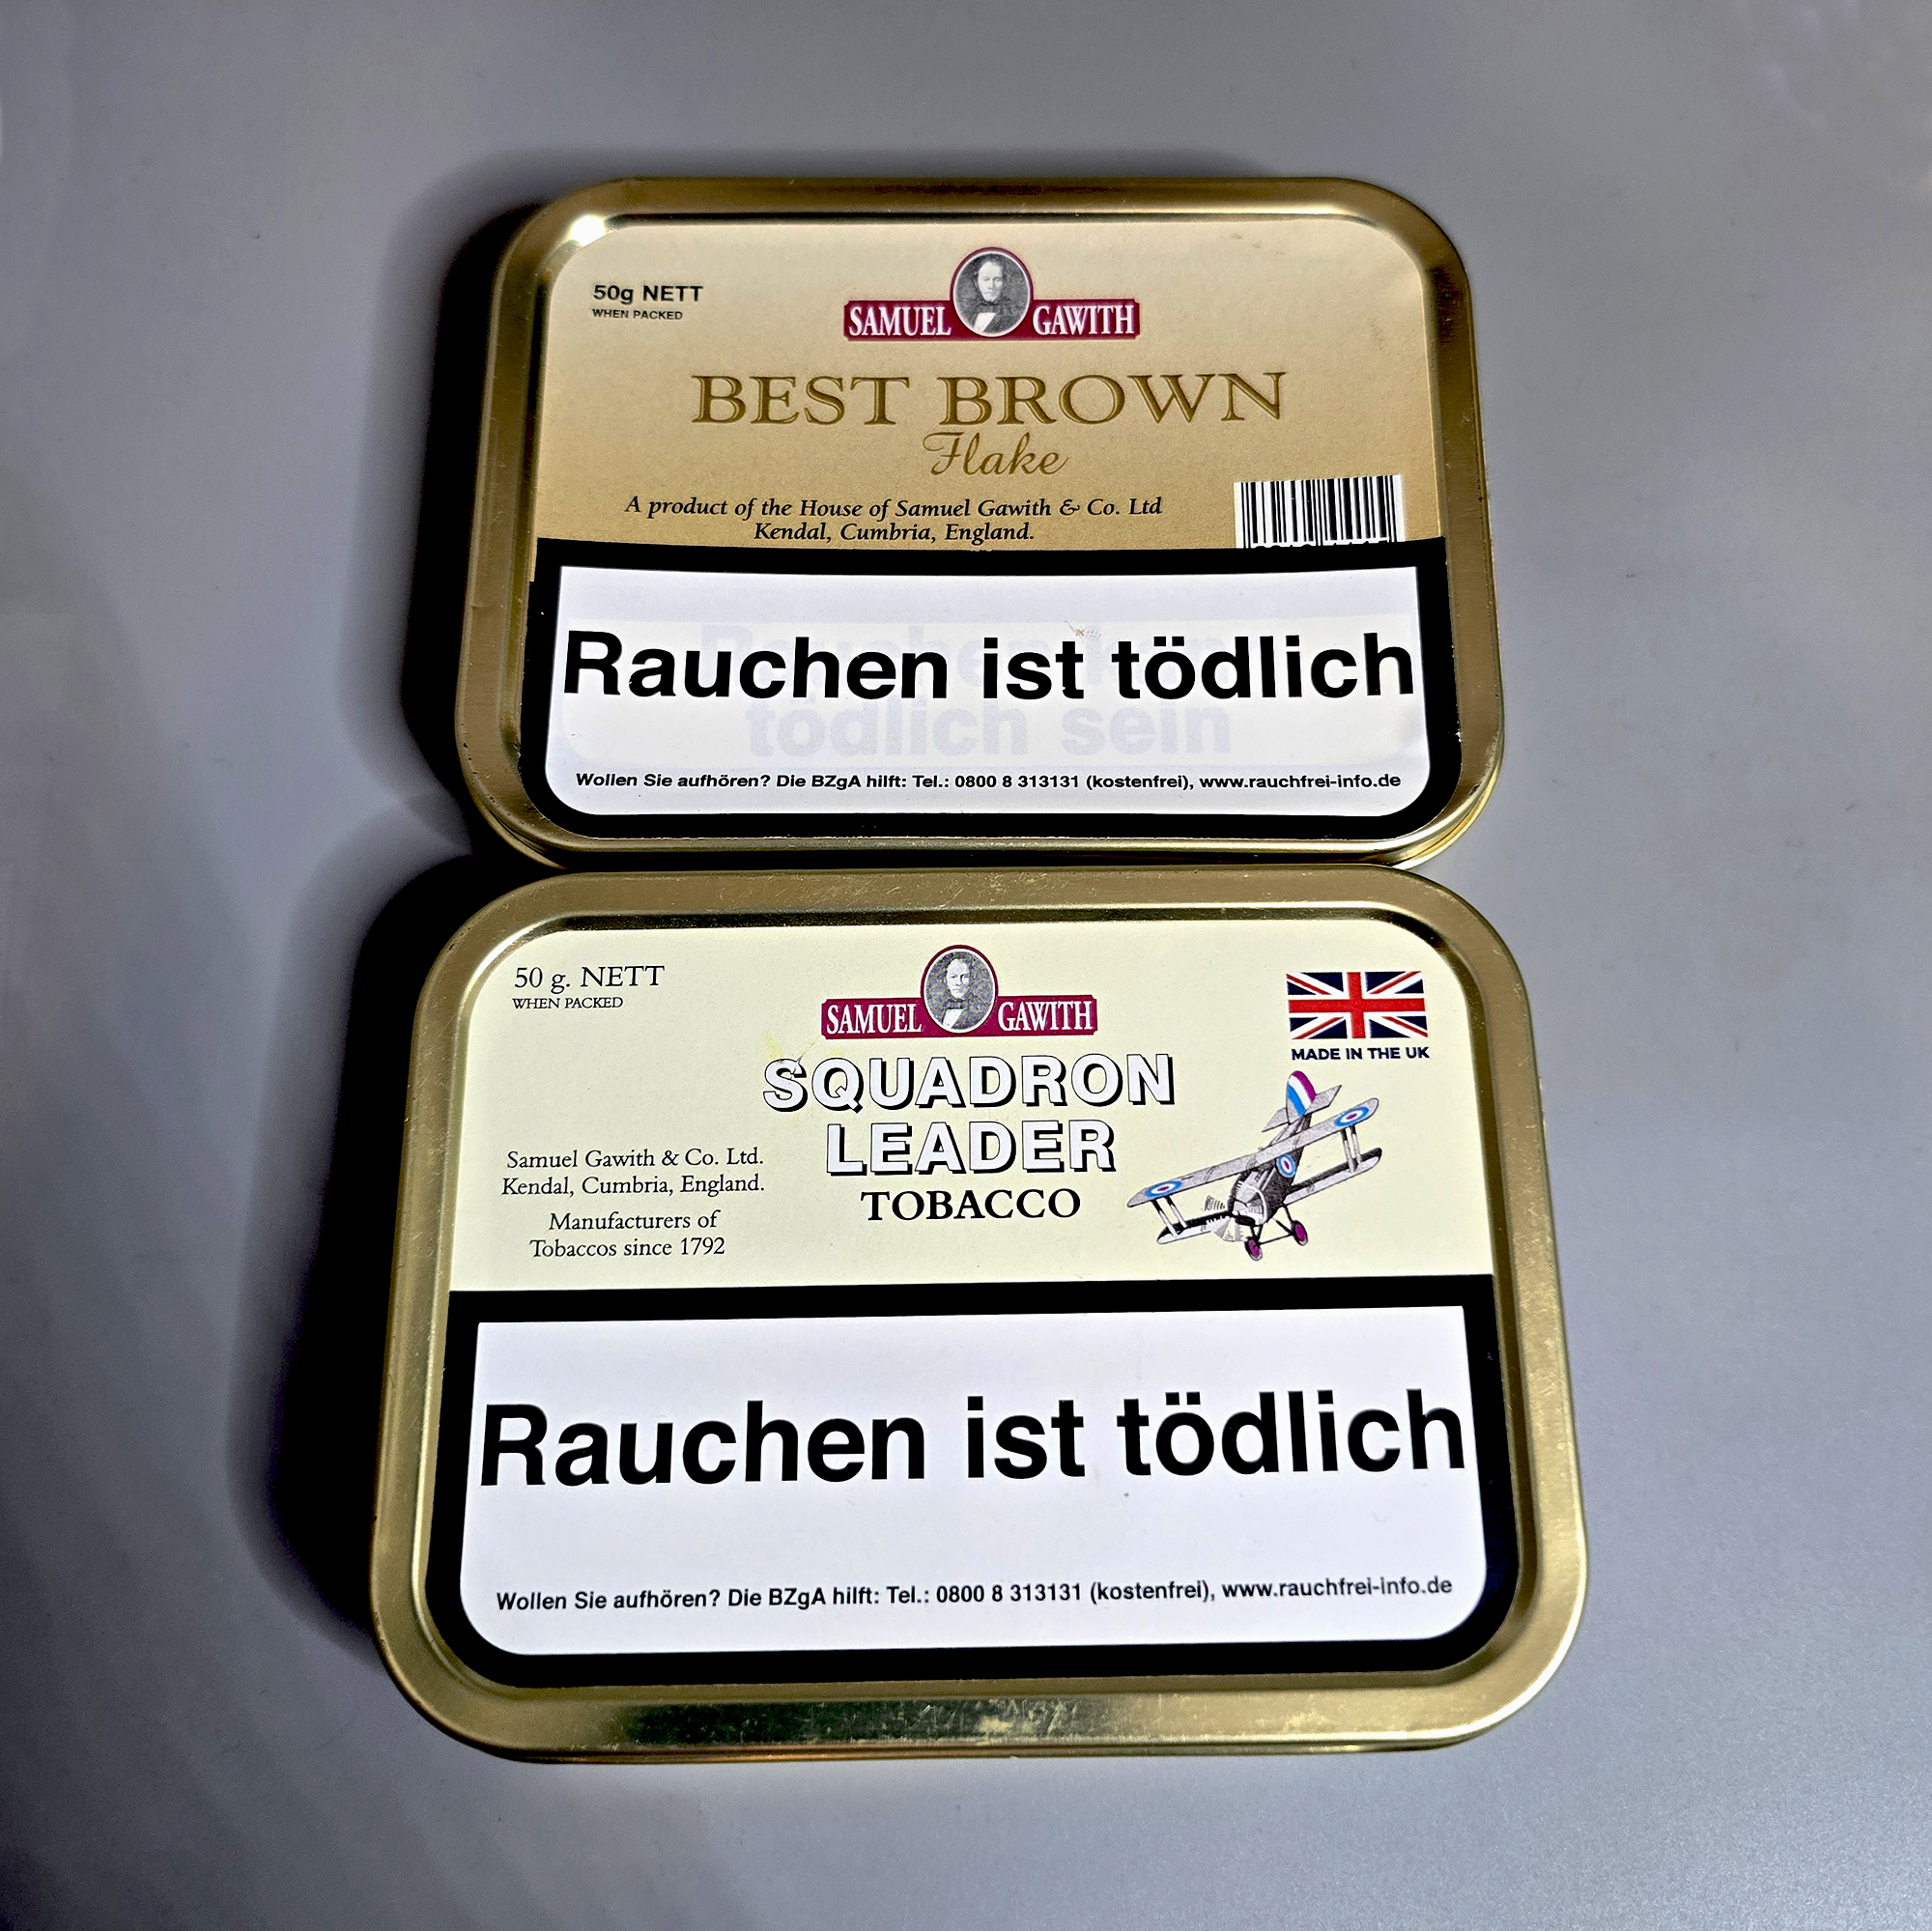 50g NETT
WHEN PACKED
SAMUEL GAWITH
BEST BROWN
Flake
A product of the House of Samuel Gawith & Co. Ltd
Kendal, Cumbria, England.
Rauchen ist tödlich
tödlich sein
Wollen Sie aufhören? Die BZgA hilft: Tel.: 0800 8 313131 (kostenfrei), www.rauchfrei-info.de
50 g. NETT
WHEN PACKED
SAMUEL GAWITH
MADE IN THE UK
SQUADRON
LEADER
TOBACCO
Samuel Gawith & Co. Ltd.
Kendal, Cumbria, England.
Manufacturers of
Tobaccos since 1792
Rauchen ist tödlich
Wollen Sie aufhören? Die BZgA hilft: Tel.: 0800 8 313131 (kostenfrei), www.rauchfrei-info.de